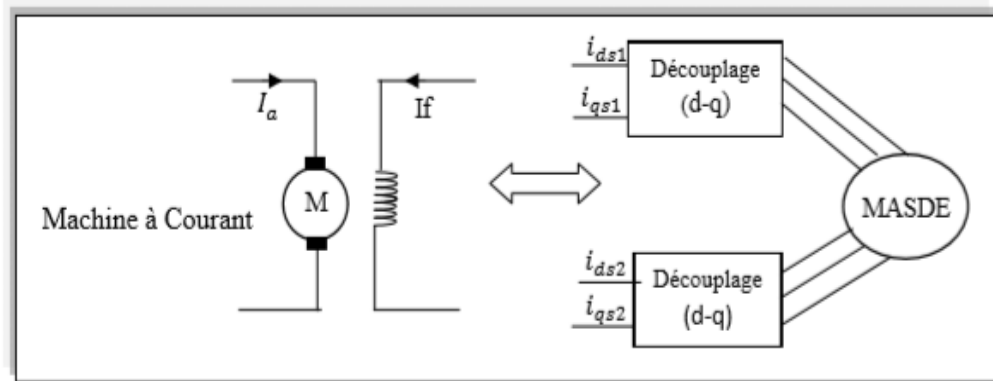 I_a
If
M
Machine à Courant
i_ds1
i_qs1
Découplage
(d-q)
MASDE
i_ds2
i_qs2
Découplage
(d-q)